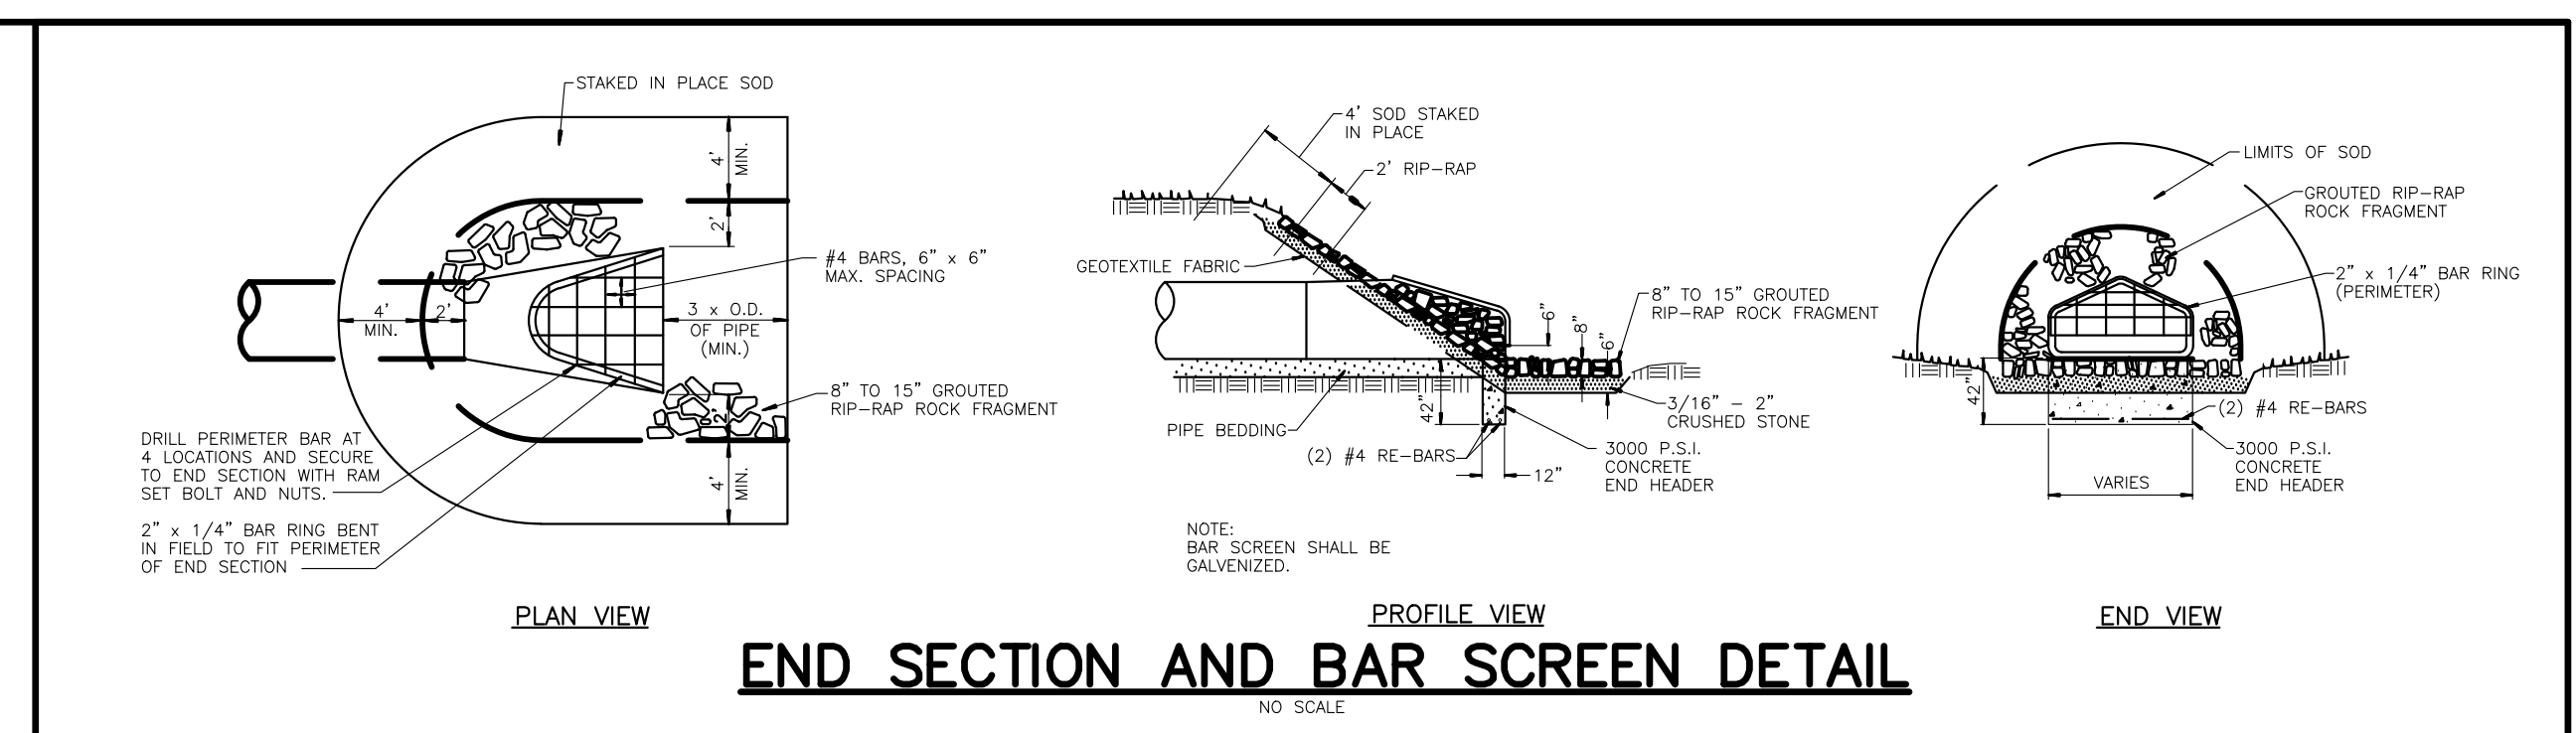 STAKED IN PLACE SOD
4'
MIN.
2'
#4 BARS, 6" x 6"
MAX. SPACING
4'
MIN.
2'
3 x O.D.
OF PIPE
(MIN.)
8" TO 15" GROUTED
RIP-RAP ROCK FRAGMENT
2'
4'
MIN.
DRILL PERIMETER BAR AT
4 LOCATIONS AND SECURE
TO END SECTION WITH RAM
SET BOLT AND NUTS.
2" x 1/4" BAR RING BENT
IN FIELD TO FIT PERIMETER
OF END SECTION
PLAN VIEW
4' SOD STAKED
IN PLACE
2' RIP-RAP
GEOTEXTILE FABRIC
6"
8"
6"
8" TO 15" GROUTED
RIP-RAP ROCK FRAGMENT
42"
3/16" - 2"
CRUSHED STONE
PIPE BEDDING
(2) #4 RE-BARS
12"
3000 P.S.I.
CONCRETE
END HEADER
NOTE:
BAR SCREEN SHALL BE
GALVENIZED.
PROFILE VIEW
LIMITS OF SOD
GROUTED RIP-RAP
ROCK FRAGMENT
2" x 1/4" BAR RING
(PERIMETER)
42"
(2) #4 RE-BARS
3000 P.S.I.
CONCRETE
END HEADER
VARIES
END VIEW
END SECTION AND BAR SCREEN DETAIL
NO SCALE